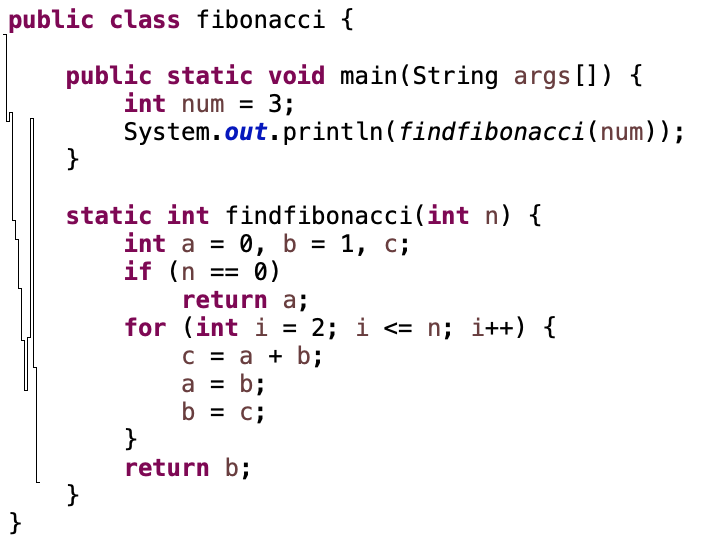 public class fibonacci {
public static void main(String args[]) {
int num = 3;
System.out.println(findfibonacci(num));
}
static int findfibonacci(int n) {
int a = 0, b = 1, c;
if (n == 0)
return a;
for (int i = 2; i <= n; i++) {
c = a + b;
a = b;
b = c;
}
return b;
}
}